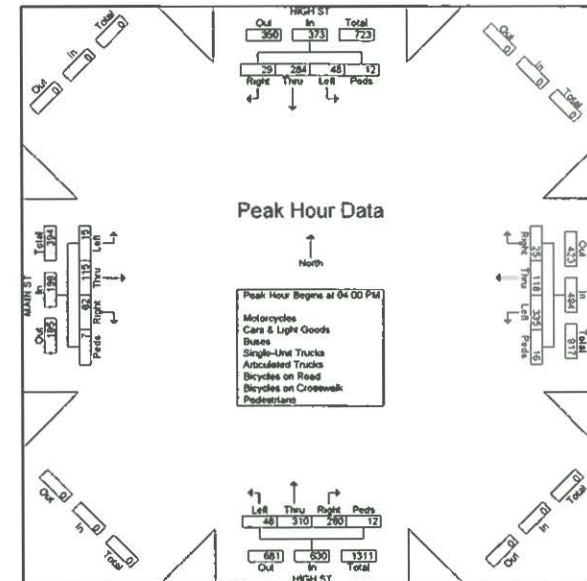 HIGH ST
Out In Total
350 373 723
29 284 48 12
Right Thru Left Peds
Out 0
In 0
Total 0
Out 0
In 0
Total 0
Peak Hour Data
North
Peak Hour Begins at 04:00 PM
Motorcycles
Cars & Light Goods
Buses
Single-Unit Trucks
Articulated Trucks
Bicycles on Road
Bicycles on Crosswalk
Pedestrians
MAIN ST
Out In Total
195 199 394
7 62 115 15
Peds Right Thru Left
Right Thru Left Peds
25 118 335 16
423 494 917
Out In Total
Left Thru Right Peds
48 310 260 12
681 630 1311
Out In Total
HIGH ST
Out 0
In 0
Total 0
Out 0
In 0
Total 0